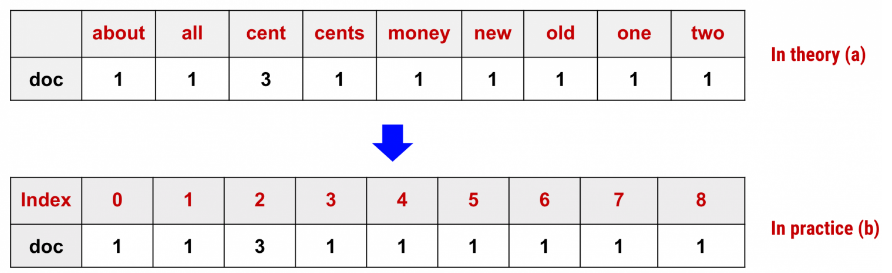 about all cent cents money new old one two
In theory (a)
doc 1 1 3 1 1 1 1 1 1
Index 0 1 2 3 4 5 6 7 8
In practice (b)
doc 1 1 3 1 1 1 1 1 1